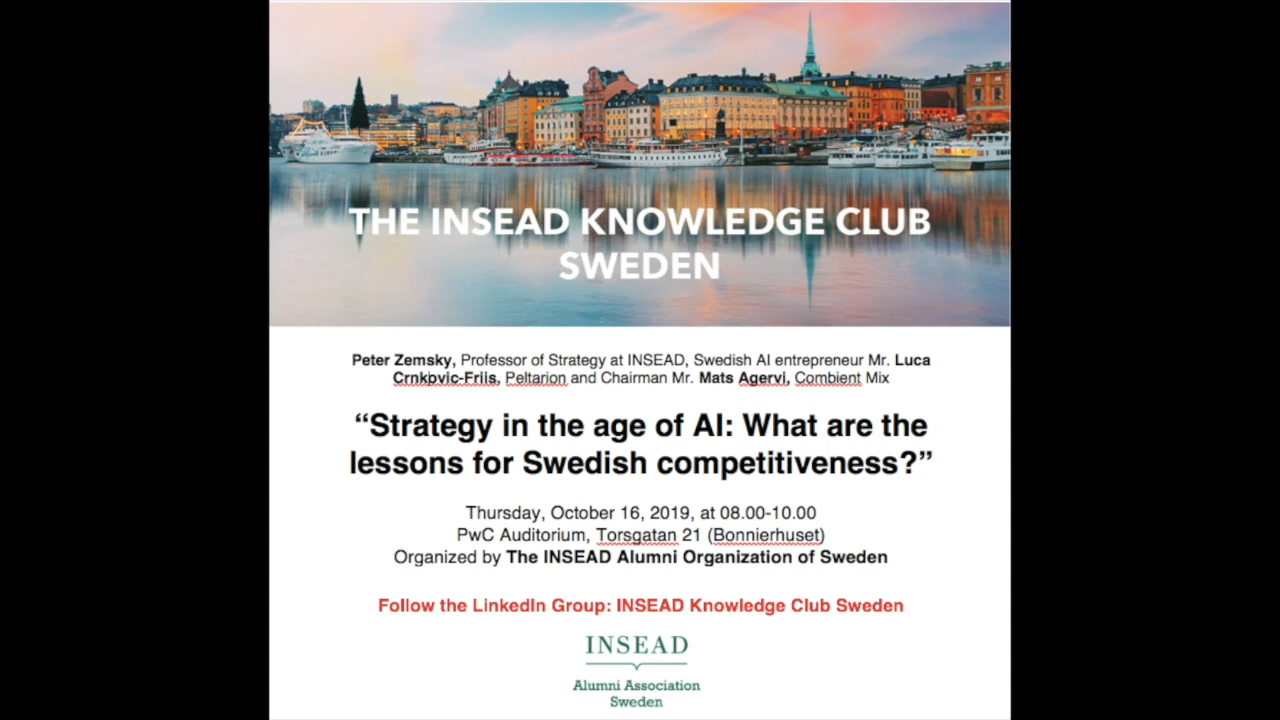 THE INSEAD KNOWLEDGE CLUB
SWEDEN
Peter Zemsky, Professor of Strategy at INSEAD, Swedish AI entrepreneur Mr. Luca
Crnkpvic-Friis, Peltarion and Chairman Mr. Mats Agervi, Combient Mix
“Strategy in the age of AI: What are the
lessons for Swedish competitiveness?”
Thursday, October 16, 2019, at 08.00-10.00
PwC Auditorium, Torsgatan 21 (Bonnierhuset)
Organized by The INSEAD Alumni Organization of Sweden
Follow the LinkedIn Group: INSEAD Knowledge Club Sweden
INSEAD
Alumni Association
Sweden